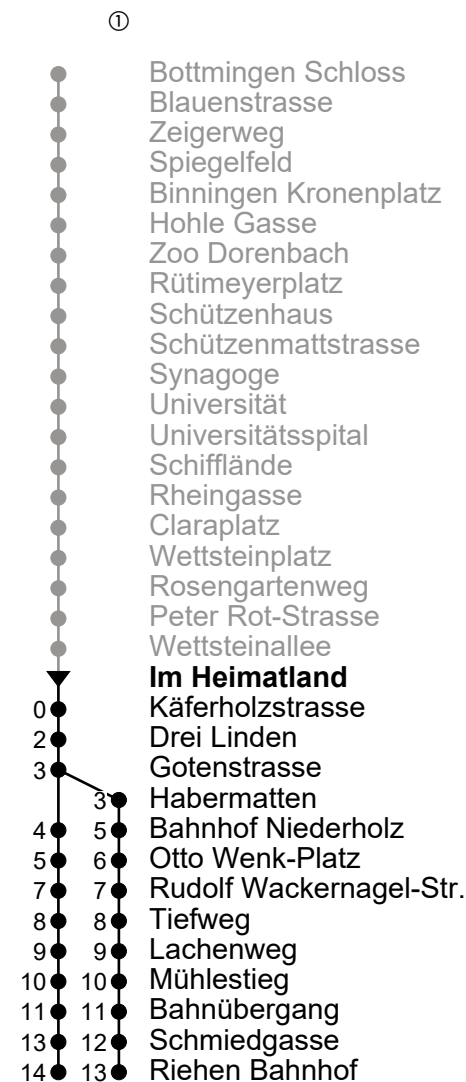 ①
Bottmingen Schloss
Blauenstrasse
Zeigerweg
Spiegelfeld
Binningen Kronenplatz
Hohle Gasse
Zoo Dorenbach
Rütimeyerplatz
Schützenhaus
Schützenmattstrasse
Synagoge
Universität
Universitätsspital
Schifflände
Rheingasse
Claraplatz
Wettsteinplatz
Rosengartenweg
Peter Rot-Strasse
Wettsteinallee
Im Heimatland
0 Käferholzstrasse
2 Drei Linden
3 Gotenstrasse
3 Habermatten
4 5 Bahnhof Niederholz
5 6 Otto Wenk-Platz
7 7 Rudolf Wackernagel-Str.
8 8 Tiefweg
9 9 Lachenweg
10 10 Mühlestieg
11 11 Bahnübergang
13 12 Schmiedgasse
14 13 Riehen Bahnhof